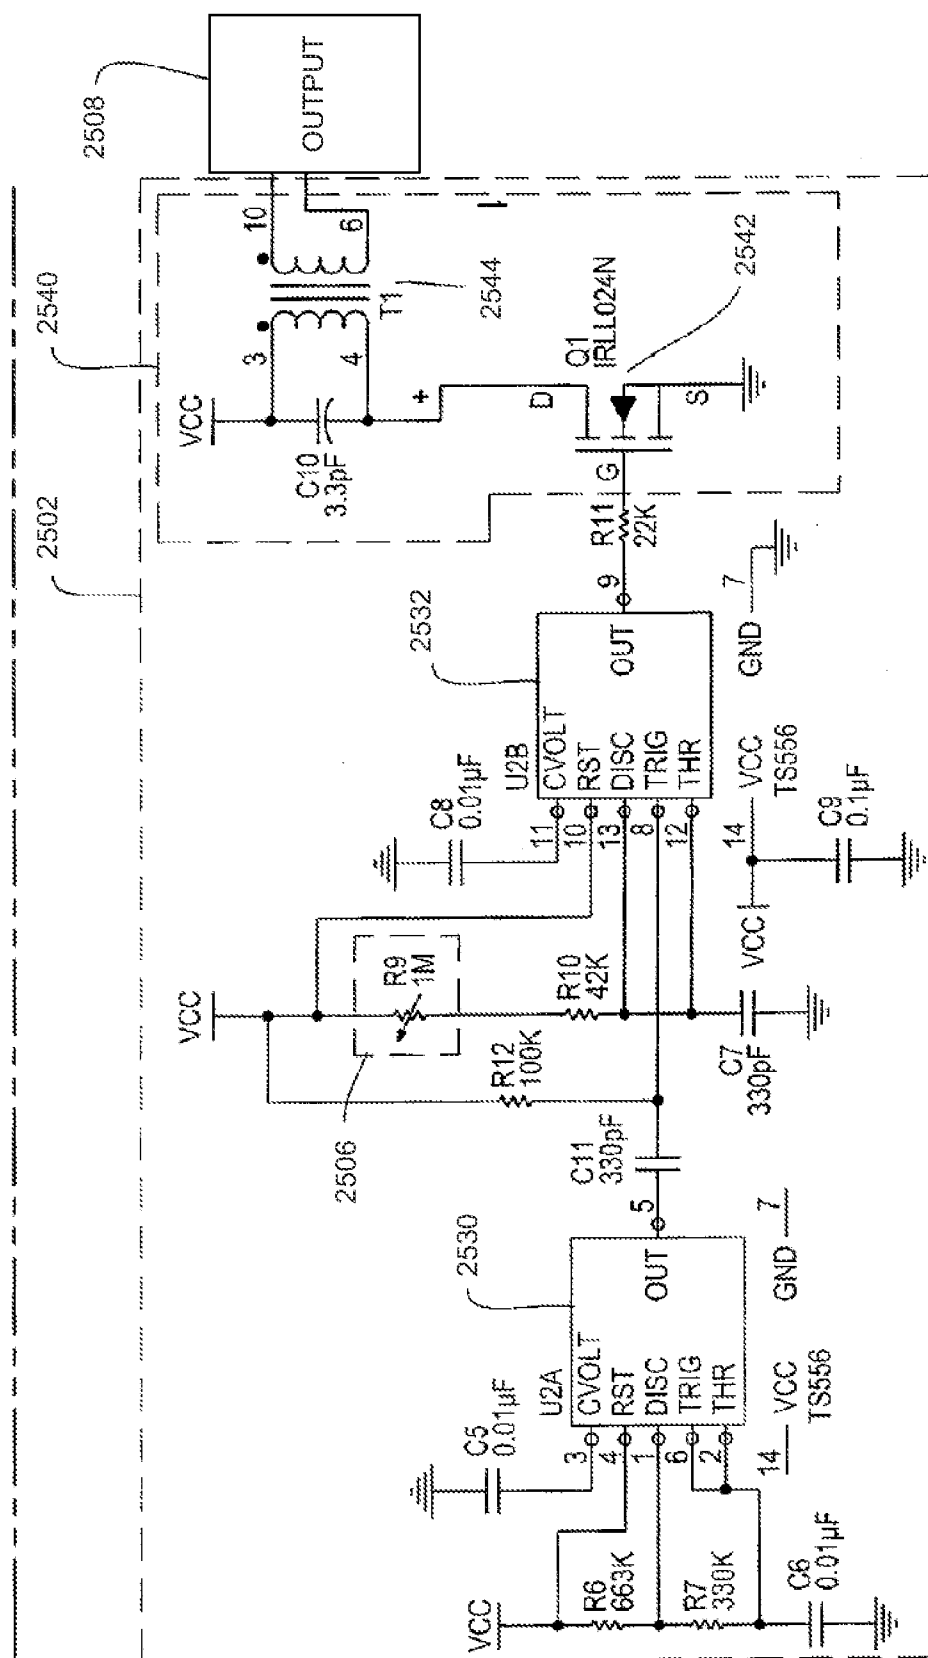 2502
2540
2508
OUTPUT
VCC
3
10
4
6
T1
2544
C10
3.3pF
+
D
Q1
IRLL024N
2542
G
S
R11
22K
9
2532
U2B
CVOLT
RST
DISC
TRIG
THR
OUT
11
10
13
8
12
C8
0.01µF
GND
7
14
VCC
TS556
VCC
C9
0.1µF
VCC
R9
1M
2506
R10
42K
R12
100K
C7
330pF
C11
330pF
5
2530
U2A
CVOLT
RST
DISC
TRIG
THR
OUT
3
4
1
6
2
C5
0.01µF
GND
7
14
VCC
TS556
VCC
R6
663K
R7
330K
C6
0.01µF